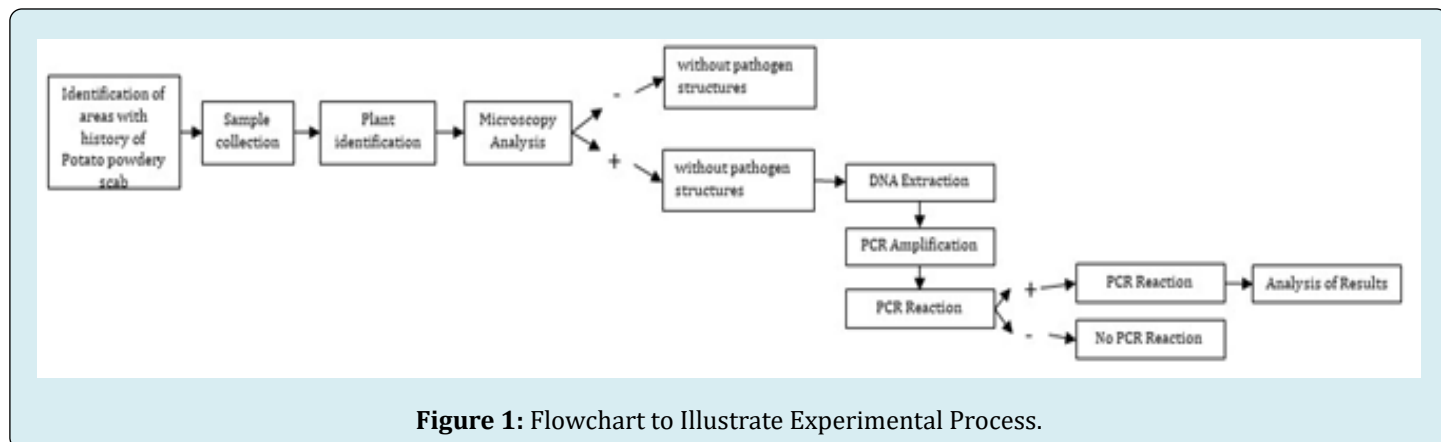 Identification of
areas with
history of
Potato powdery
scab
Sample
collection
Plant
identification
Microscopy
Analysis
-
without pathogen
structures
+
without pathogen
structures
DNA Extraction
PCR Amplification
PCR Reaction
+
PCR Reaction
Analysis of Results
-
No PCR Reaction
Figure 1: Flowchart to Illustrate Experimental Process.